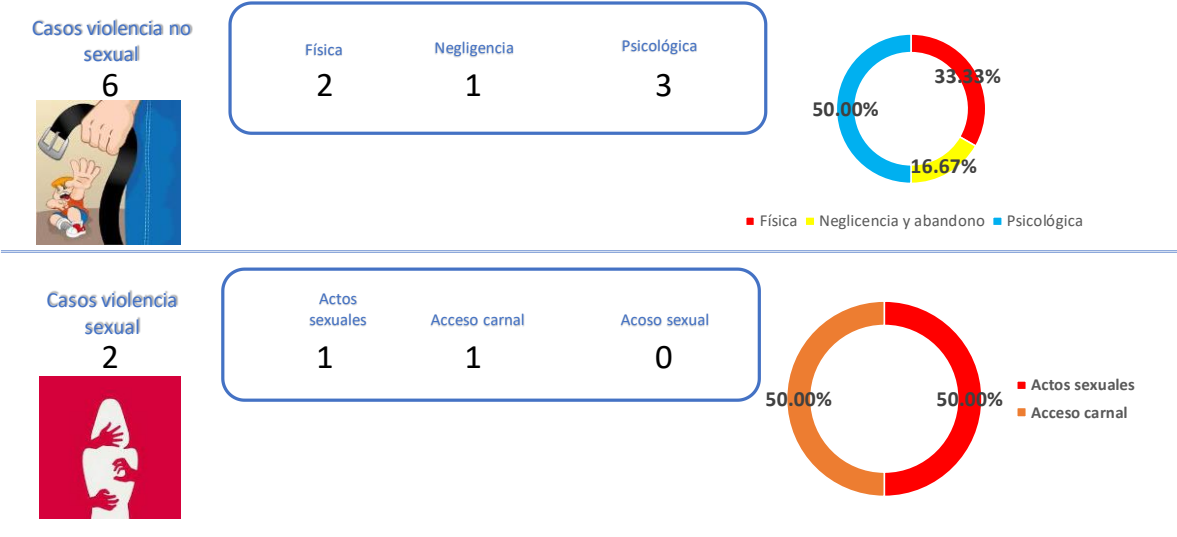 Casos violencia no
sexual
6
Física
Negligencia
Psicológica
2
1
3
33.33%
50.00%
16.67%
Física
Neglicencia y abandono
Psicológica
Casos violencia
sexual
2
Actos
sexuales
Acceso carnal
Acoso sexual
1
1
0
50.00%
50.00%
Actos sexuales
Acceso carnal